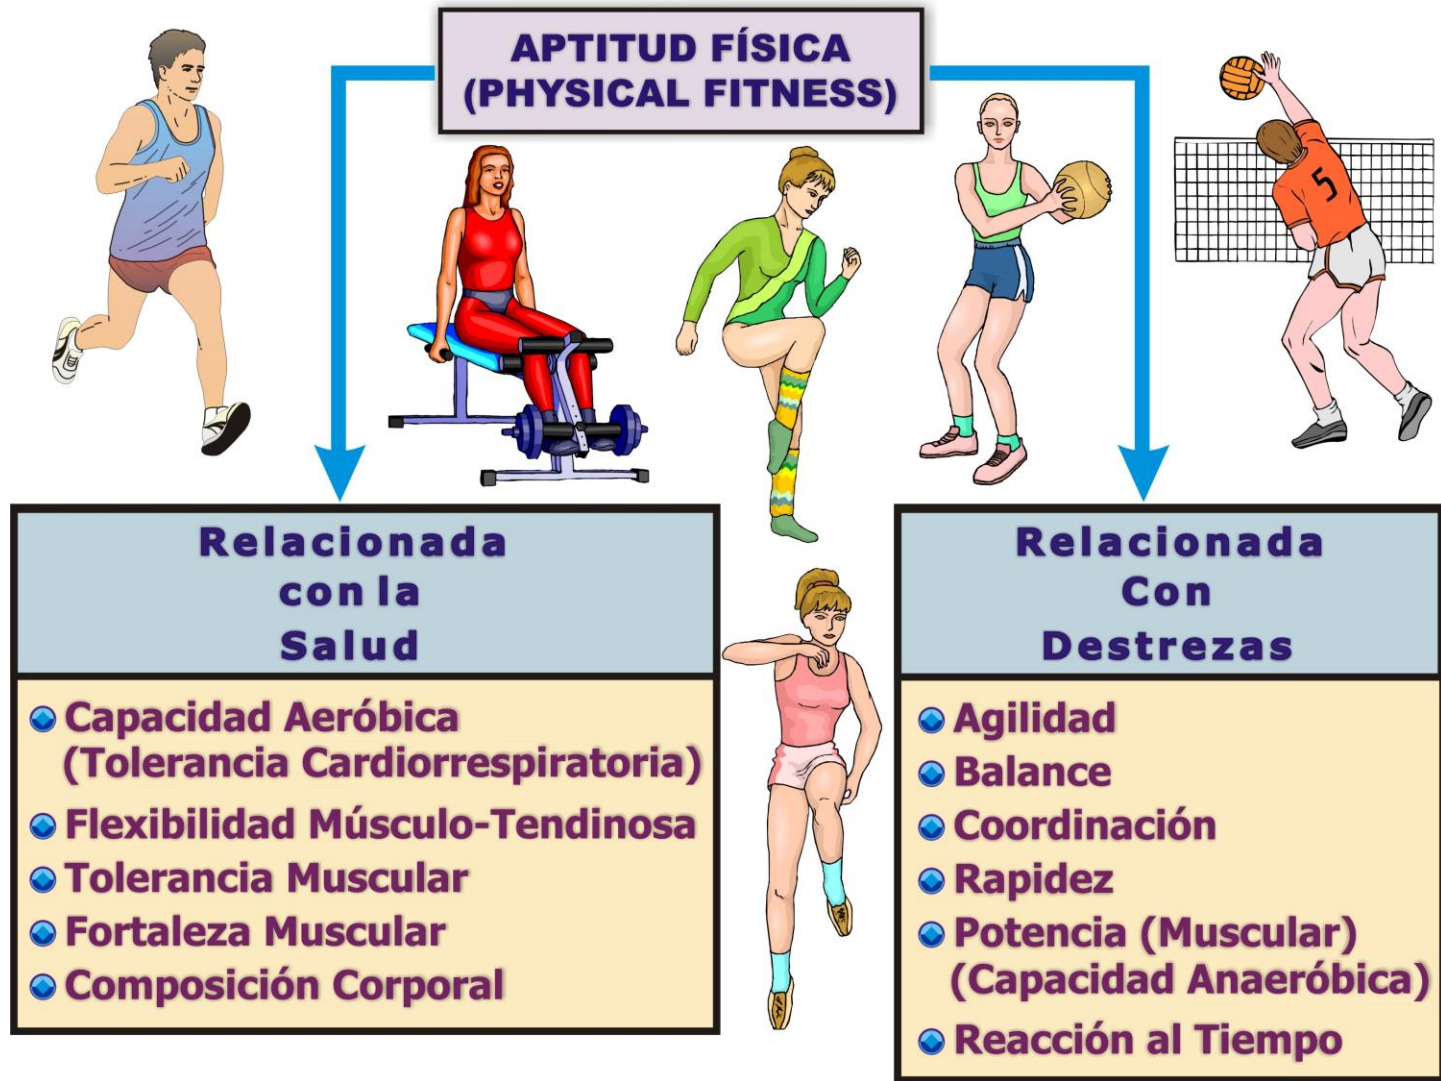 APTITUD FÍSICA
(PHYSICAL FITNESS)
5
Relacionada
con la
Salud
Capacidad Aeróbica
(Tolerancia Cardiorrespiratoria)
Flexibilidad Músculo-Tendinosa
Tolerancia Muscular
Fortaleza Muscular
Composición Corporal
Relacionada
Con
Destrezas
Agilidad
Balance
Coordinación
Rapidez
Potencia (Muscular)
(Capacidad Anaeróbica)
Reacción al Tiempo